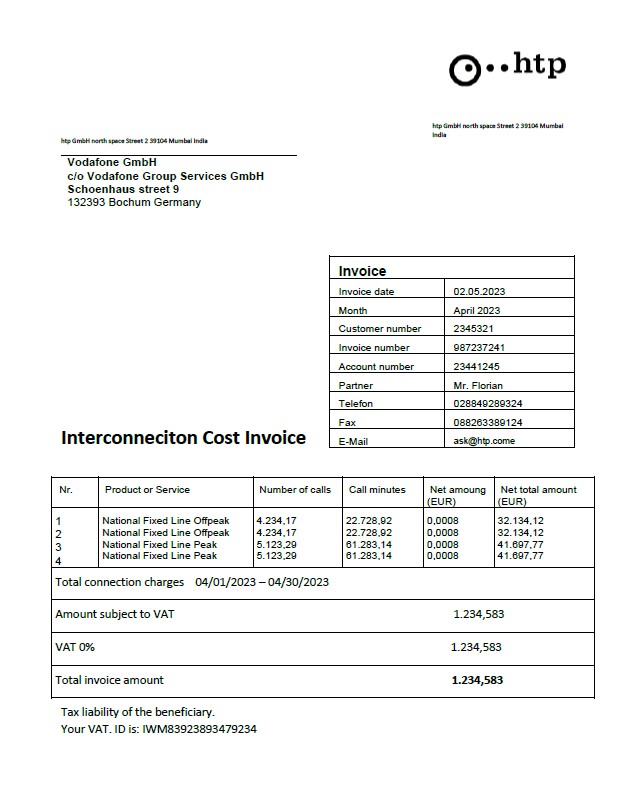 htp
htp GmbH north space Street 2 39104 Mumbai
India
htp GmbH north space Street 2 39104 Mumbai India
Vodafone GmbH
c/o Vodafone Group Services GmbH
Schoenhaus street 9
132393 Bochum Germany
Invoice
Invoice date 02.05.2023
Month April 2023
Customer number 2345321
Invoice number 987237241
Account number 23441245
Partner Mr. Florian
Telefon 028849289324
Fax 088263389124
E-Mail ask@htp.come
Interconneciton Cost Invoice
Nr. Product or Service Number of calls Call minutes Net amoung (EUR) Net total amount (EUR)
1 National Fixed Line Offpeak 4.234,17 22.728,92 0,0008 32.134,12
2 National Fixed Line Offpeak 4.234,17 22.728,92 0,0008 32.134,12
3 National Fixed Line Peak 5.123,29 61.283,14 0,0008 41.697,77
4 National Fixed Line Peak 5.123,29 61.283,14 0,0008 41.697,77
Total connection charges 04/01/2023 – 04/30/2023
Amount subject to VAT 1.234,583
VAT 0% 1.234,583
Total invoice amount 1.234,583
Tax liability of the beneficiary.
Your VAT. ID is: IWM83923893479234